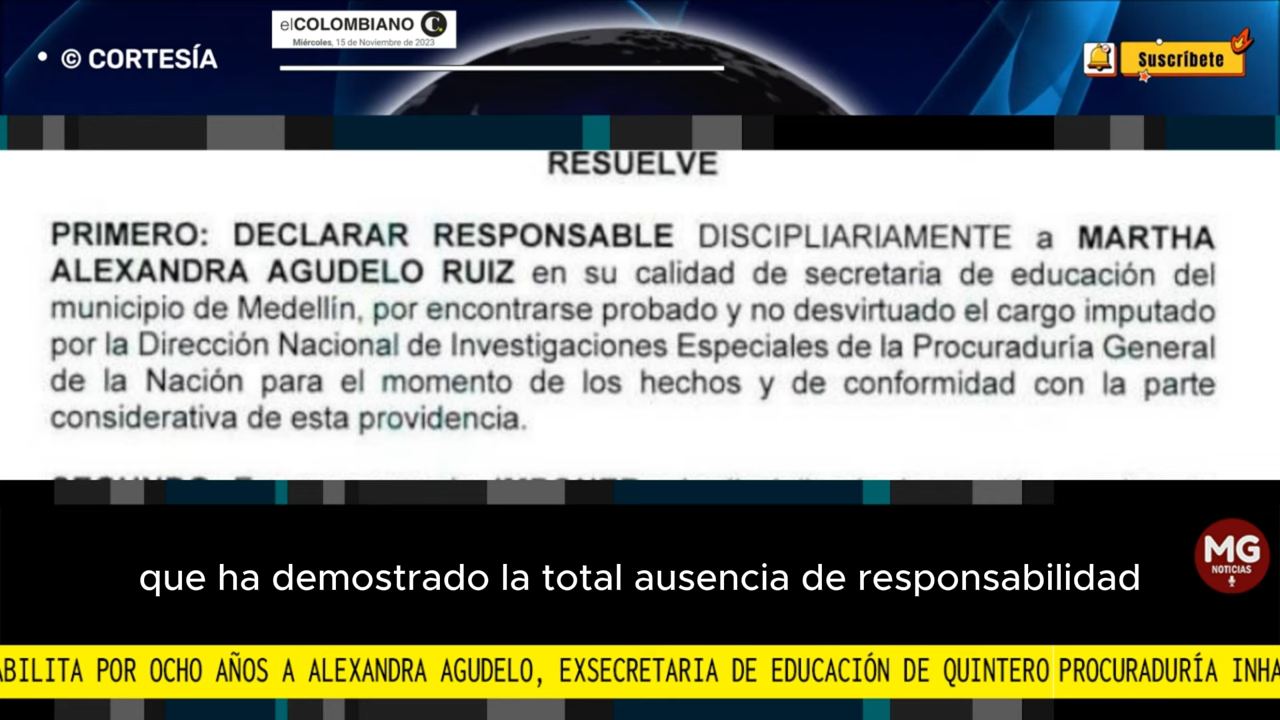 elCOLOMBIANO
Miércoles, 15 de Noviembre de 2023
© CORTESÍA
Suscríbete
RESUELVE
PRIMERO: DECLARAR RESPONSABLE DISCIPLIARIAMENTE a MARTHA
ALEXANDRA AGUDELO RUIZ en su calidad de secretaria de educación del
municipio de Medellín, por encontrarse probado y no desvirtuado el cargo imputado
por la Dirección Nacional de Investigaciones Especiales de la Procuraduría General
de la Nación para el momento de los hechos y de conformidad con la parte
considerativa de esta providencia.
MG
NOTICIAS
que ha demostrado la total ausencia de responsabilidad
ABILITA POR OCHO AÑOS A ALEXANDRA AGUDELO, EXSECRETARIA DE EDUCACIÓN DE QUINTERO PROCURADURÍA INHA